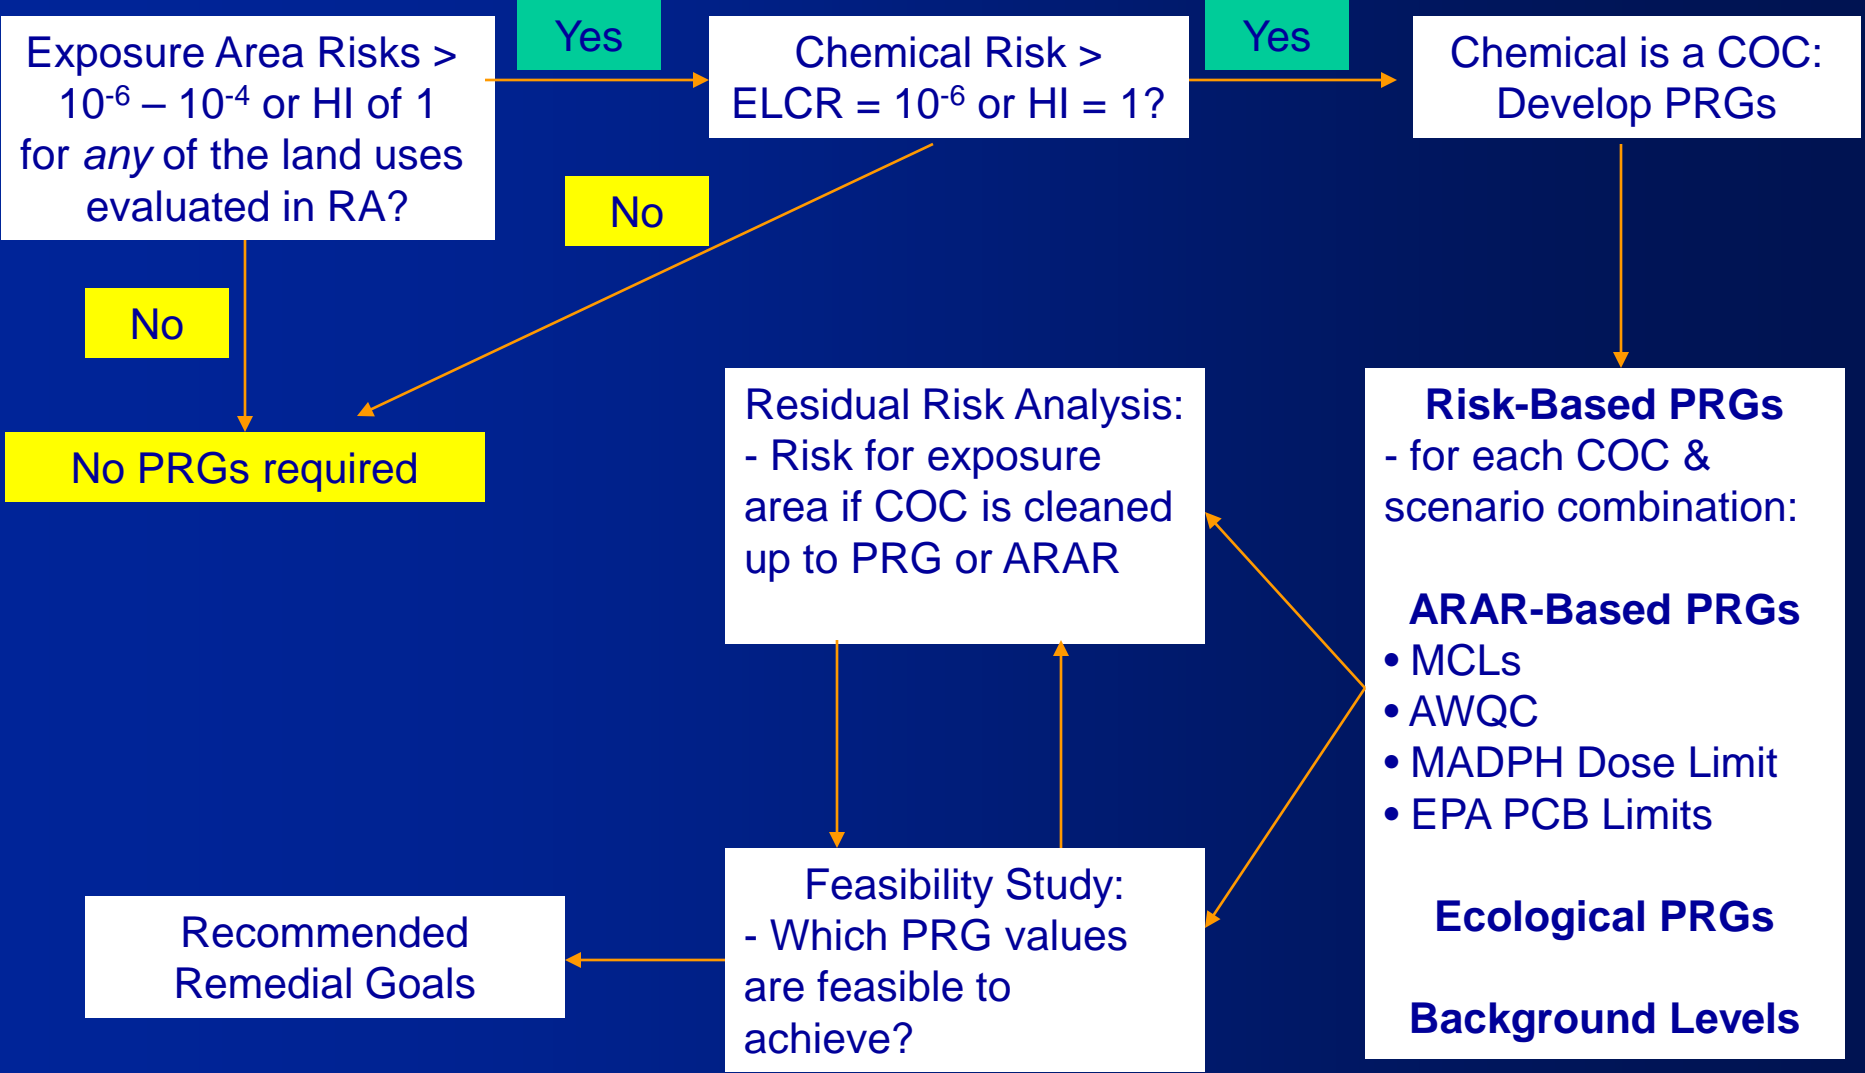 Exposure Area Risks >
10-6 – 10-4 or HI of 1
for any of the land uses
evaluated in RA?
Yes
Chemical Risk >
ELCR = 10-6 or HI = 1?
Yes
Chemical is a COC:
Develop PRGs
No
No
No PRGs required
Residual Risk Analysis:
- Risk for exposure
area if COC is cleaned
up to PRG or ARAR
Risk-Based PRGs
- for each COC &
scenario combination:
ARAR-Based PRGs
• MCLs
• AWQC
• MADPH Dose Limit
• EPA PCB Limits
Ecological PRGs
Background Levels
Feasibility Study:
- Which PRG values
are feasible to
achieve?
Recommended
Remedial Goals